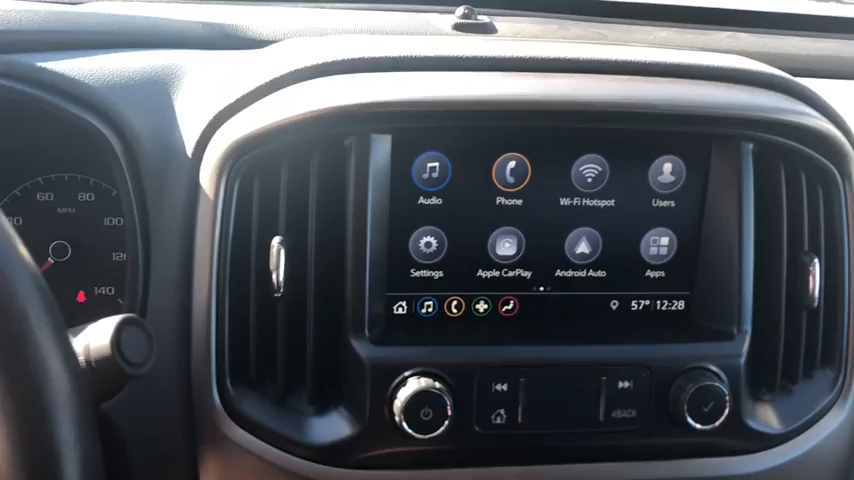 60 80
MPH
100
120
140
Audio Phone Wi-Fi Hotspot Users
Settings Apple CarPlay Android Auto Apps
57° 12:28
BACK